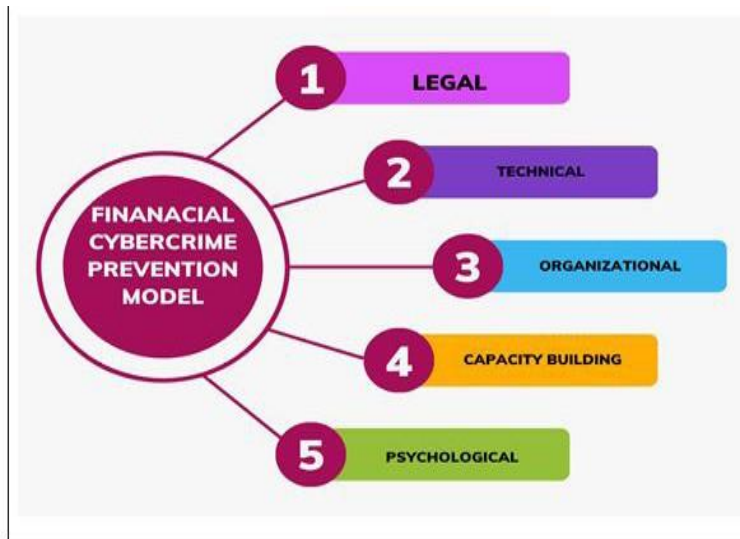 FINANACIAL
CYBERCRIME
PREVENTION
MODEL
1 LEGAL
2 TECHNICAL
3 ORGANIZATIONAL
4 CAPACITY BUILDING
5 PSYCHOLOGICAL